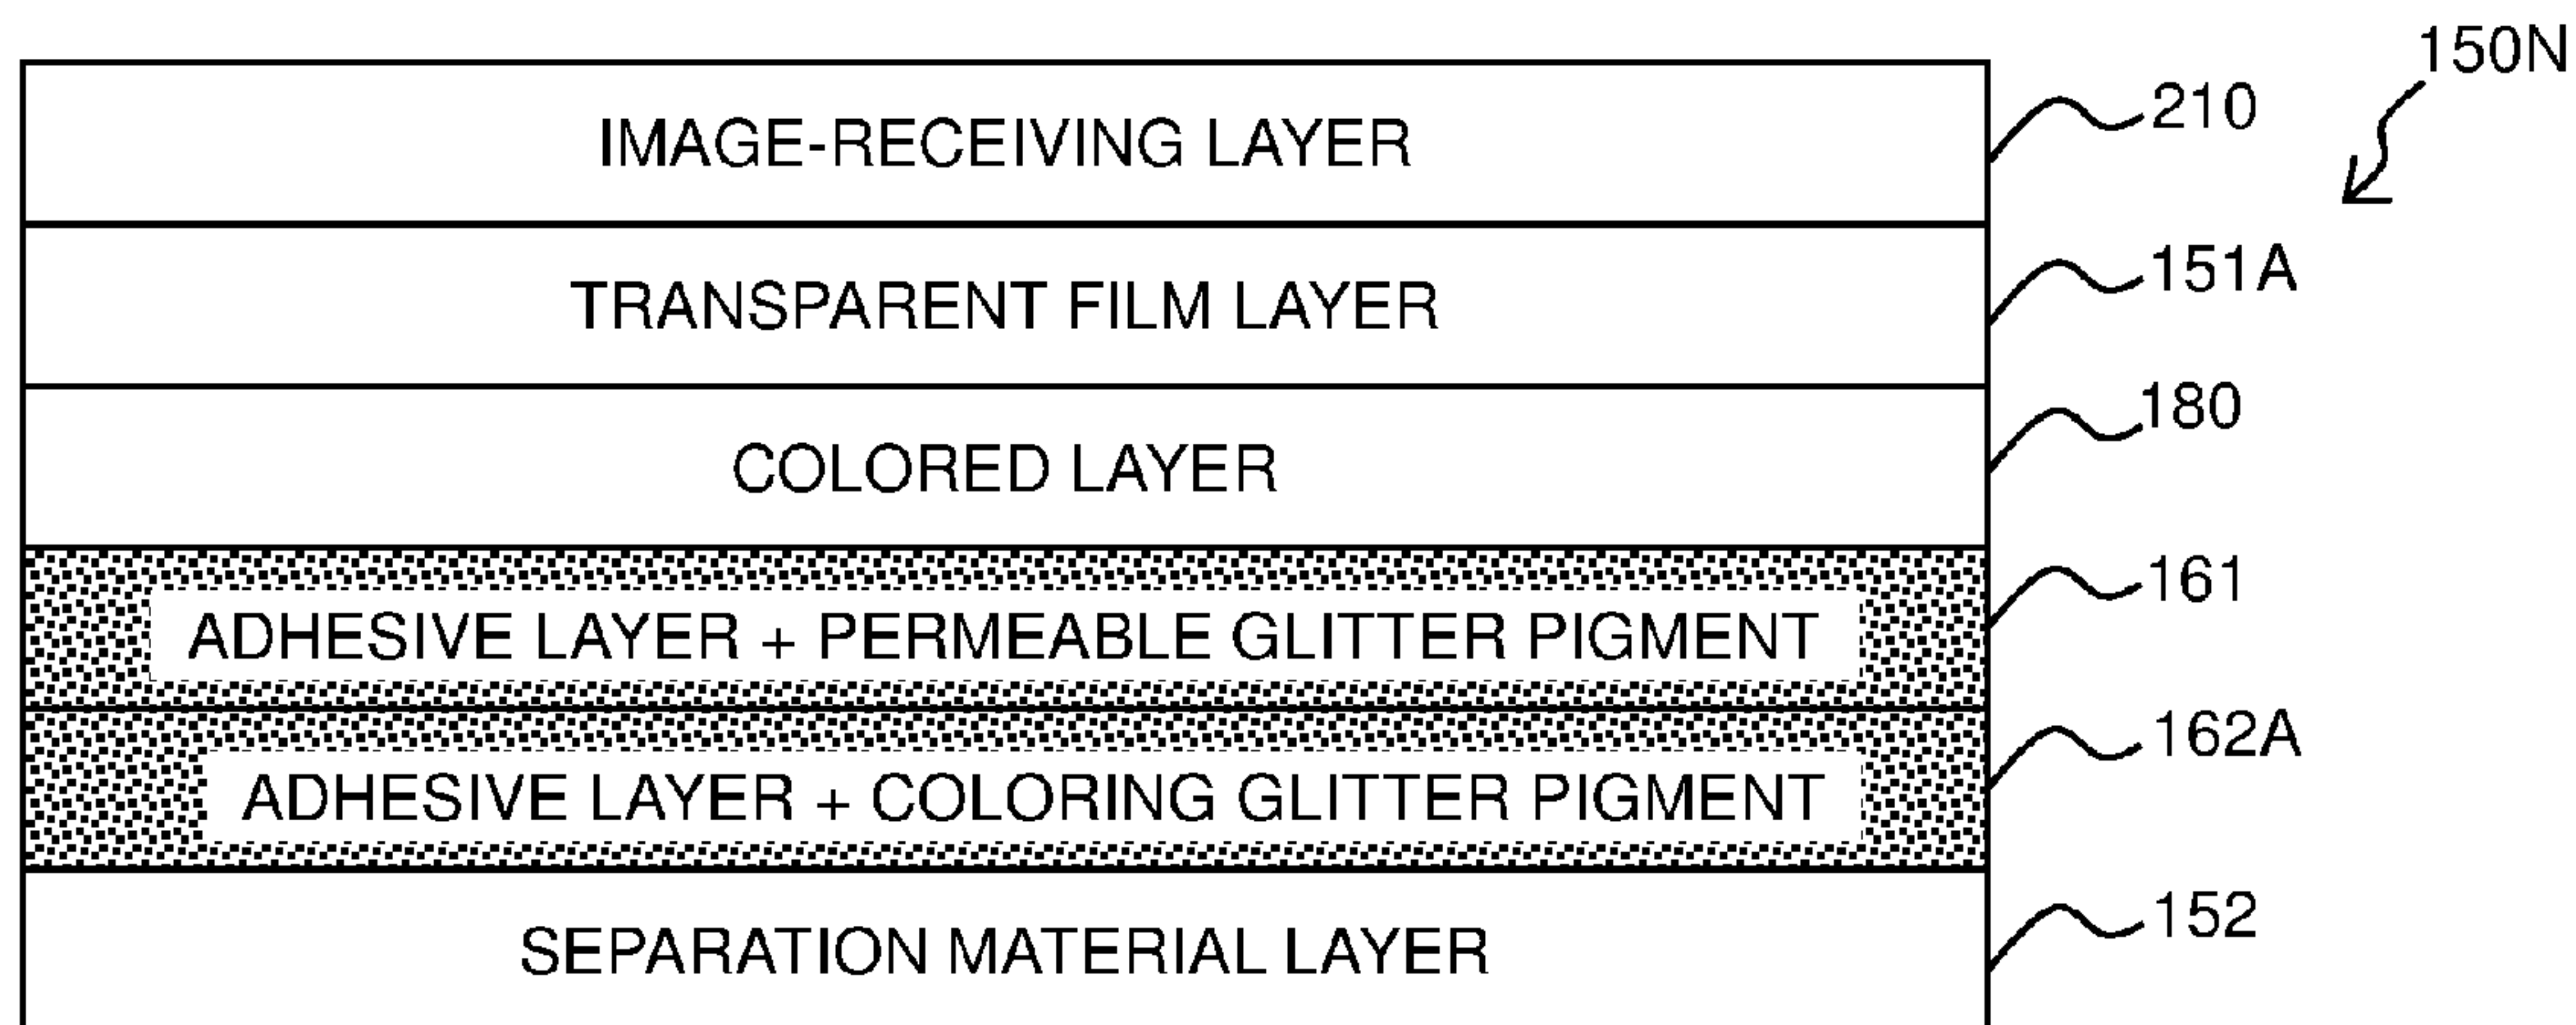 150N
IMAGE-RECEIVING LAYER 210
TRANSPARENT FILM LAYER 151A
COLORED LAYER 180
ADHESIVE LAYER + PERMEABLE GLITTER PIGMENT 161
ADHESIVE LAYER + COLORING GLITTER PIGMENT 162A
SEPARATION MATERIAL LAYER 152